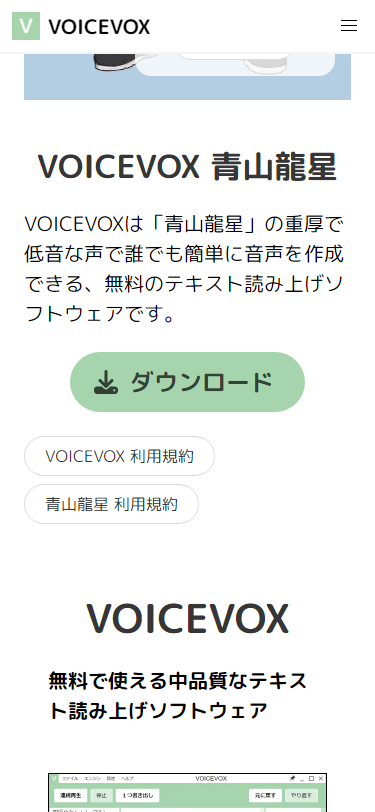 V VOICEVOX
VOICEVOX 青山龍星
VOICEVOXは「青山龍星」の重厚で
低音な声で誰でも簡単に音声を作成
できる、無料のテキスト読み上げソ
フトウェアです。
ダウンロード
VOICEVOX 利用規約
青山龍星 利用規約
VOICEVOX
無料で使える中品質なテキス
ト読み上げソフトウェア
V ファイル エンジン 設定 ヘルプ VOICEVOX
連続再生 停止 1つ書き出し 元に戻す やり直す